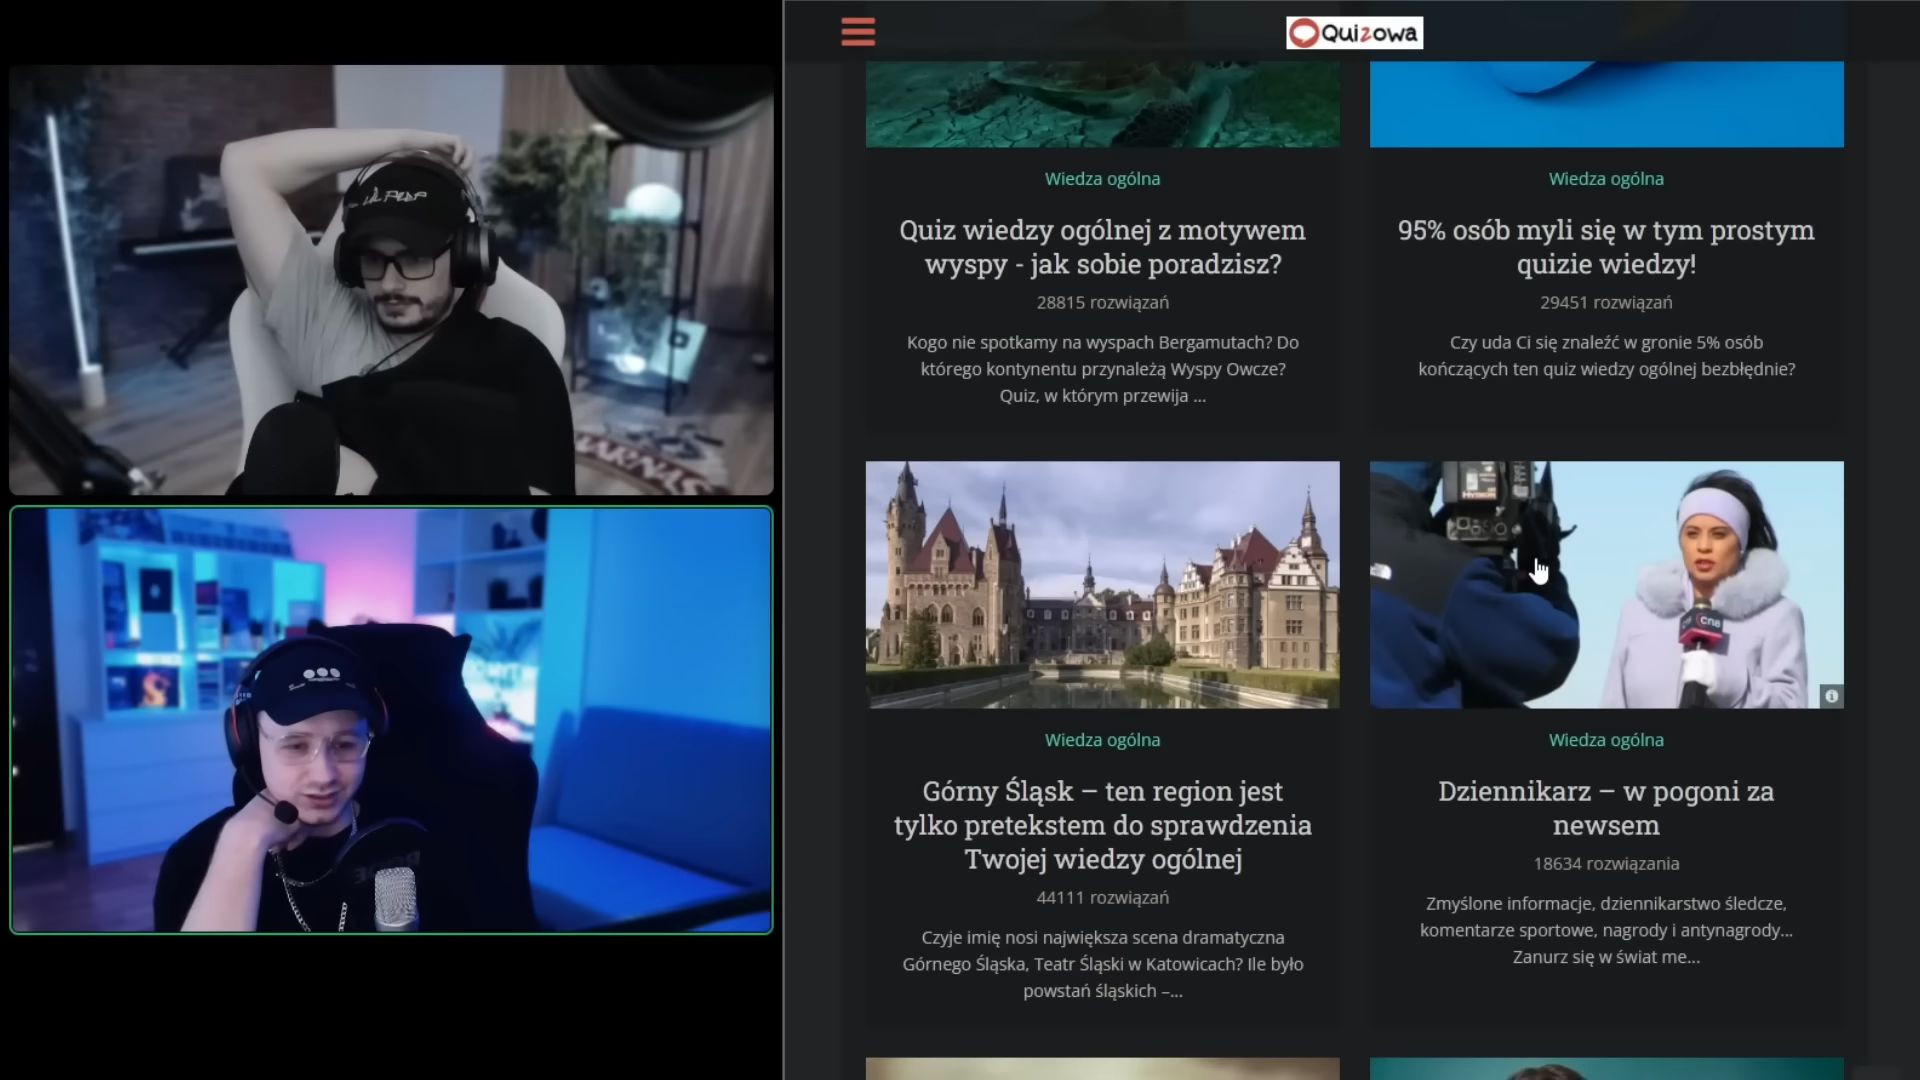 Quizowa
LIL PEEP
Wiedza ogólna
Quiz wiedzy ogólnej z motywem
wyspy - jak sobie poradzisz?
28815 rozwiązań
Kogo nie spotkamy na wyspach Bergamutach? Do
którego kontynentu przynależą Wyspy Owcze?
Quiz, w którym przewija ...
Wiedza ogólna
95% osób myli się w tym prostym
quizie wiedzy!
29451 rozwiązań
Czy uda Ci się znaleźć w gronie 5% osób
kończących ten quiz wiedzy ogólnej bezbłędnie?
Wiedza ogólna
Górny Śląsk – ten region jest
tylko pretekstem do sprawdzenia
Twojej wiedzy ogólnej
44111 rozwiązań
Czyje imię nosi największa scena dramatyczna
Górnego Śląska, Teatr Śląski w Katowicach? Ile było
powstań śląskich –...
Wiedza ogólna
Dziennikarz – w pogoni za
newsem
18634 rozwiązania
Zmyślone informacje, dziennikarstwo śledcze,
komentarze sportowe, nagrody i antynagrody...
Zanurz się w świat me...